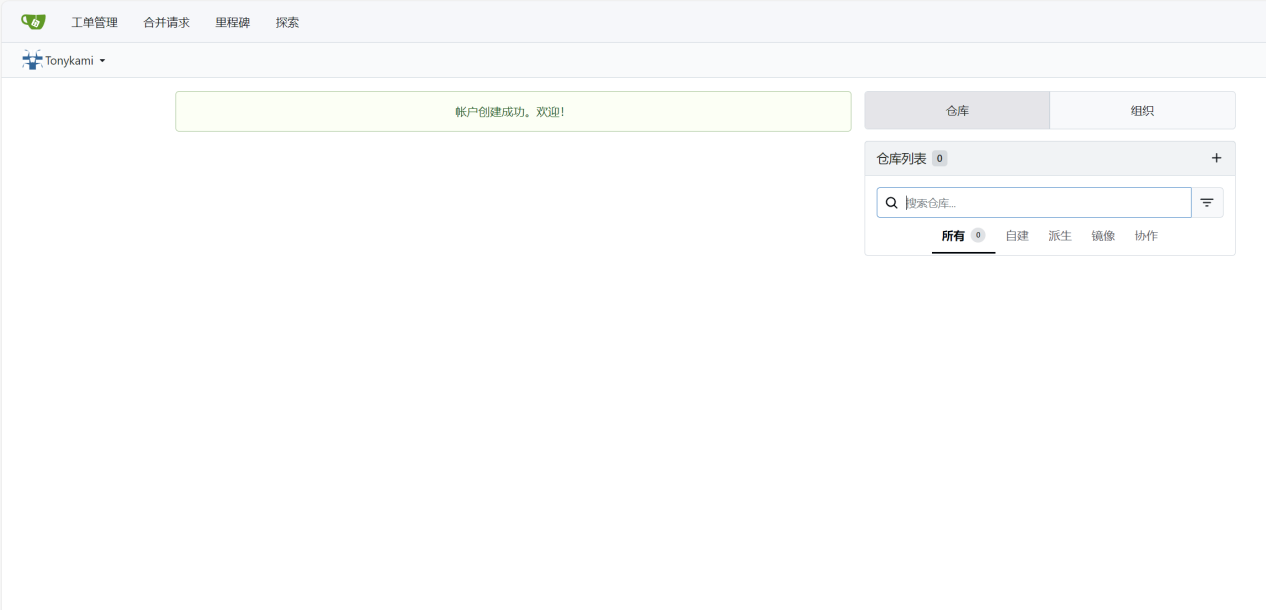 工单管理 合并请求 里程碑 探索
Tonykami
帐户创建成功。欢迎!
仓库 组织
仓库列表 0
搜索仓库...
所有 0 自建 派生 镜像 协作